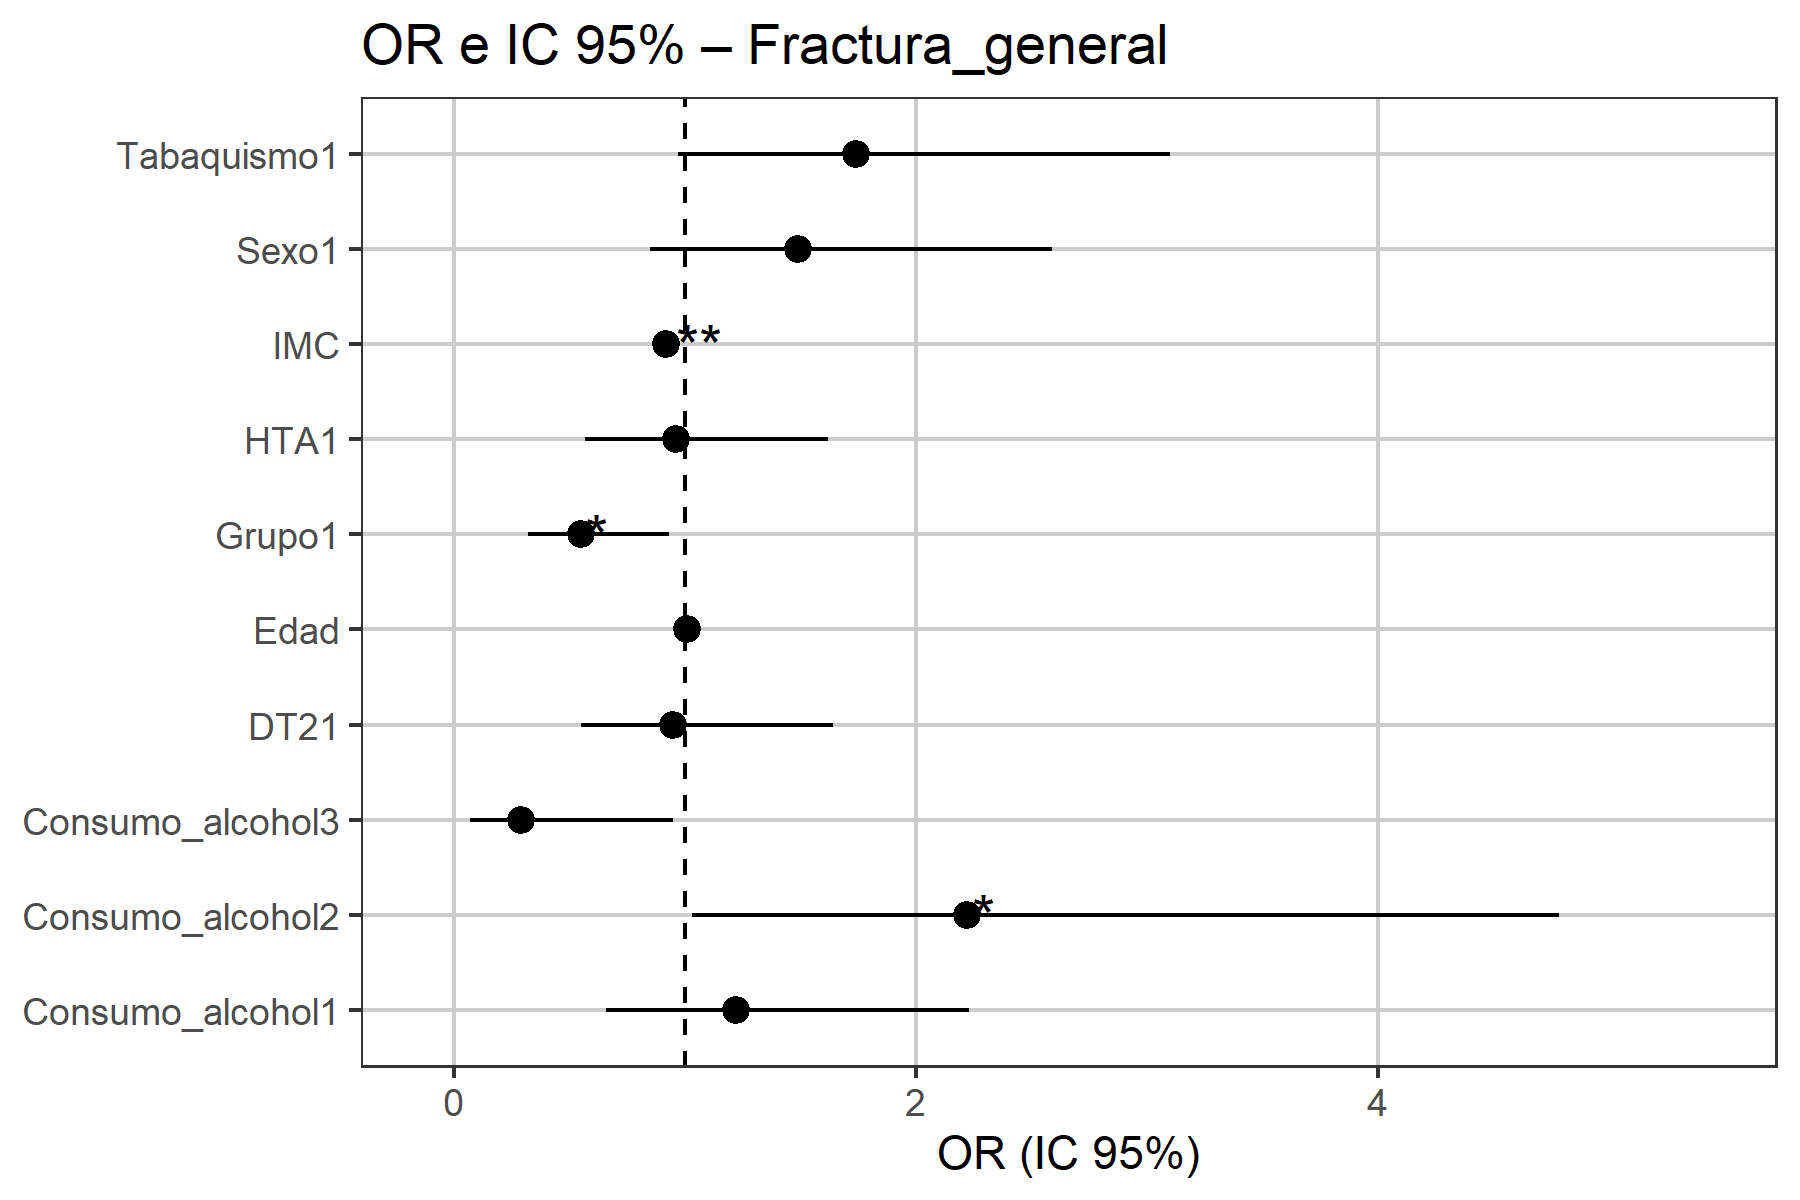 OR e IC 95% – Fractura_general
Tabaquismo1
Sexo1
IMC
**
HTA1
Grupo1
*
Edad
DT21
Consumo_alcohol3
Consumo_alcohol2
*
Consumo_alcohol1
0
2
4
OR (IC 95%)